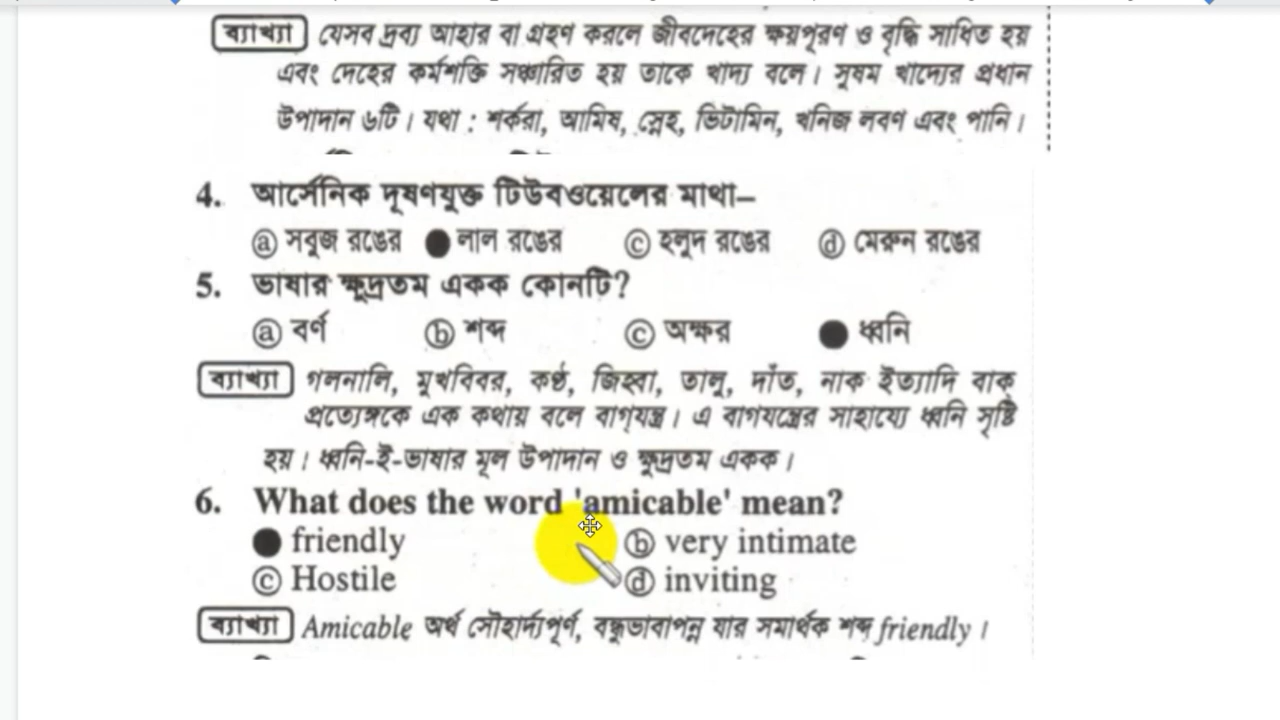 ব্যাখ্যা যেসব দ্রব্য আহার বা গ্রহণ করলে জীবদেহের ক্ষয়পূরণ ও বৃদ্ধি সাধিত হয়
এবং দেহের কর্মশক্তি সঞ্চারিত হয় তাকে খাদ্য বলে। সুষম খাদ্যের প্রধান
উপাদান ৬টি। যথা : শর্করা, আমিষ, স্নেহ, ভিটামিন, খনিজ লবণ এবং পানি।
4. আর্সেনিক দূষণযুক্ত টিউবওয়েলের মাথা–
ⓐ সবুজ রঙের ● লাল রঙের ⓒ হলুদ রঙের ⓓ মেরুন রঙের
5. ভাষার ক্ষুদ্রতম একক কোনটি?
ⓐ বর্ণ ⓑ শব্দ ⓒ অক্ষর ● ধ্বনি
ব্যাখ্যা গলনালি, মুখবিবর, কণ্ঠ, জিহ্বা, তালু, দাঁত, নাক ইত্যাদি বাক্
প্রত্যেঙ্গকে এক কথায় বলে বাগ্‌যন্ত্র। এ বাগযন্ত্রের সাহায্যে ধ্বনি সৃষ্টি
হয়। ধ্বনি-ই-ভাষার মূল উপাদান ও ক্ষুদ্রতম একক।
6. What does the word 'amicable' mean?
● friendly ⓑ very intimate
ⓒ Hostile ⓓ inviting
ব্যাখ্যা Amicable অর্থ সৌহার্দ্যপূর্ণ, বন্ধুভাবাপন্ন যার সমার্থক শব্দ friendly।